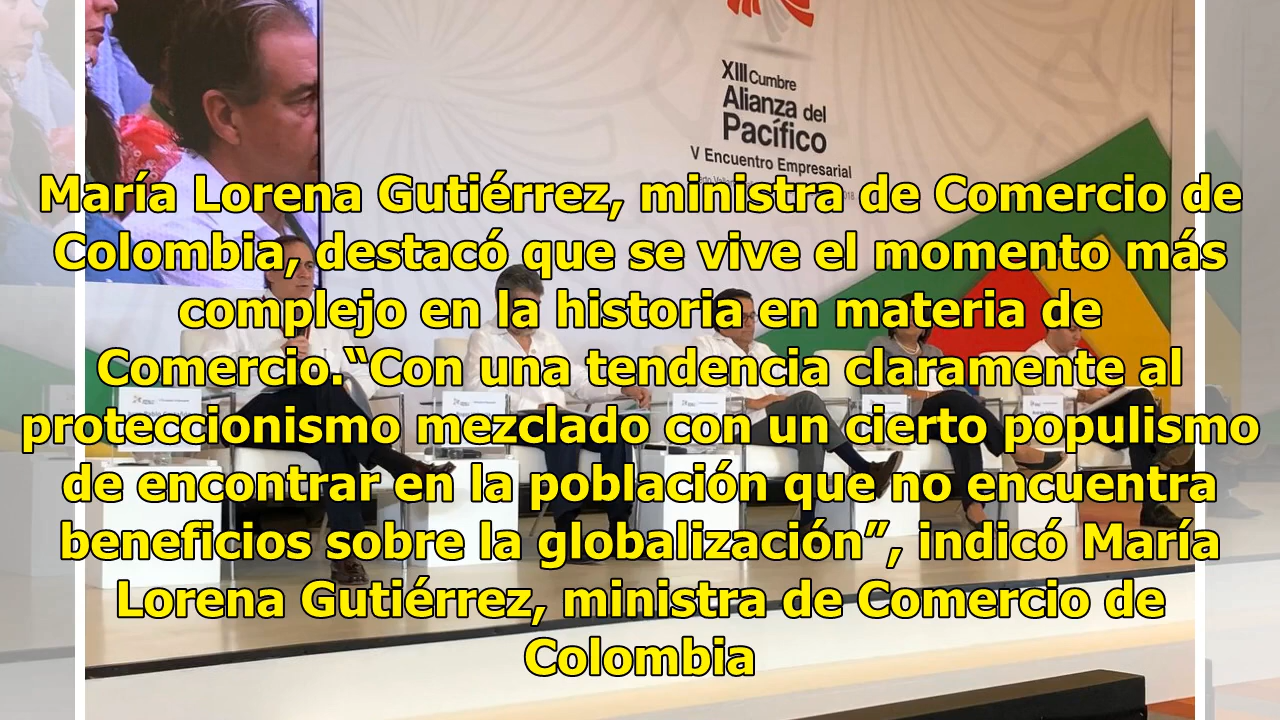 XIII Cumbre
Alianza del
Pacífico
V Encuentro Empresarial
2018
María Lorena Gutiérrez, ministra de Comercio de
Colombia, destacó que se vive el momento más
complejo en la historia en materia de
Comercio.“Con una tendencia claramente al
proteccionismo mezclado con un cierto populismo
de encontrar en la población que no encuentra
beneficios sobre la globalización”, indicó María
Lorena Gutiérrez, ministra de Comercio de
Colombia